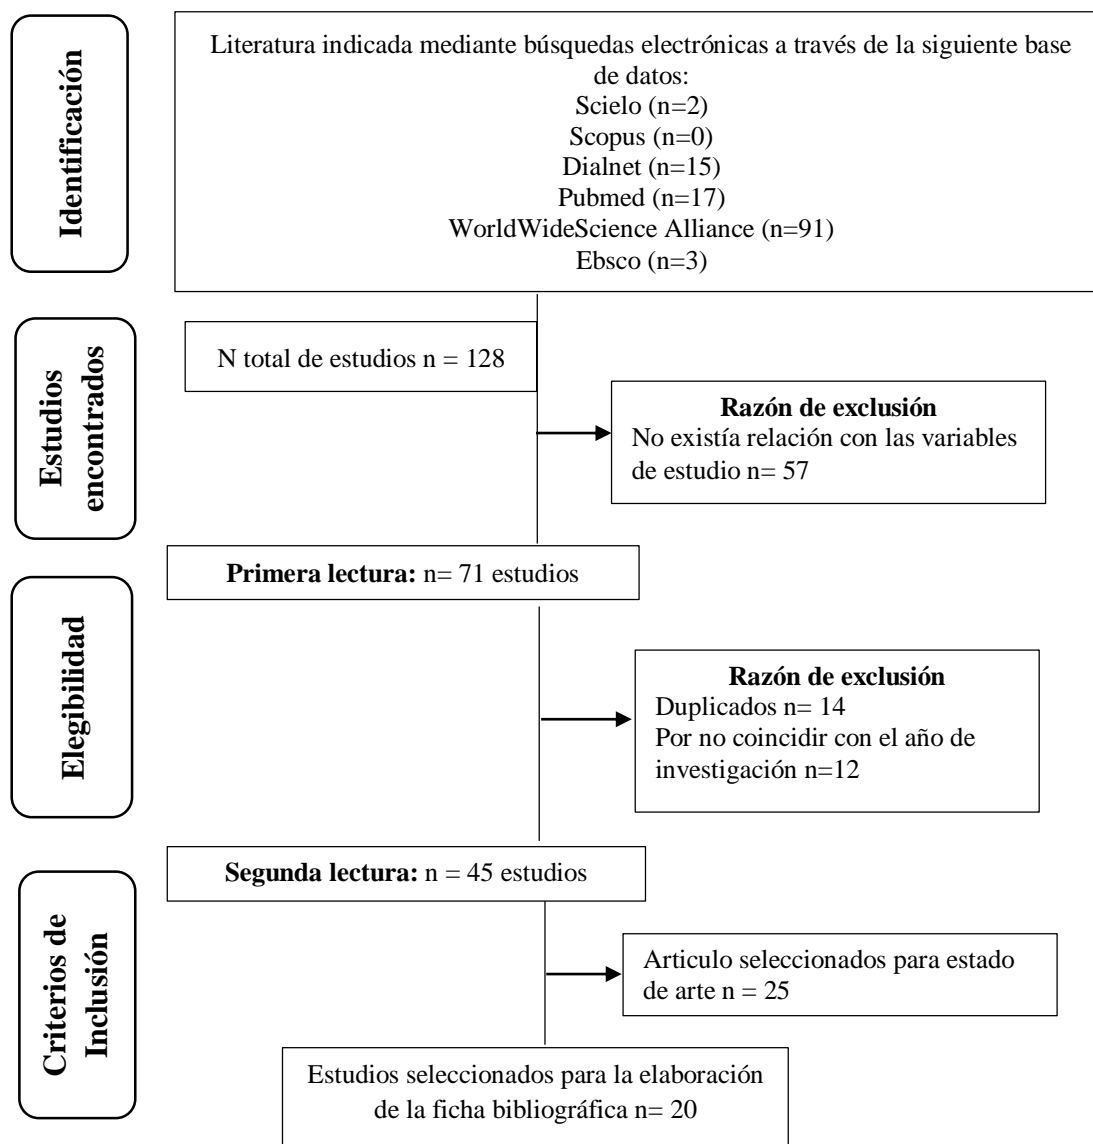 Identificación
Literatura indicada mediante búsquedas electrónicas a través de la siguiente base
de datos:
Scielo (n=2)
Scopus (n=0)
Dialnet (n=15)
Pubmed (n=17)
WorldWideScience Alliance (n=91)
Ebsco (n=3)
Estudios
encontrados
N total de estudios n = 128
Razón de exclusión
No existía relación con las variables
de estudio n= 57
Primera lectura: n= 71 estudios
Elegibilidad
Razón de exclusión
Duplicados n= 14
Por no coincidir con el año de
investigación n=12
Segunda lectura: n = 45 estudios
Criterios de
Inclusión
Articulo seleccionados para estado
de arte n = 25
Estudios seleccionados para la elaboración
de la ficha bibliográfica n= 20